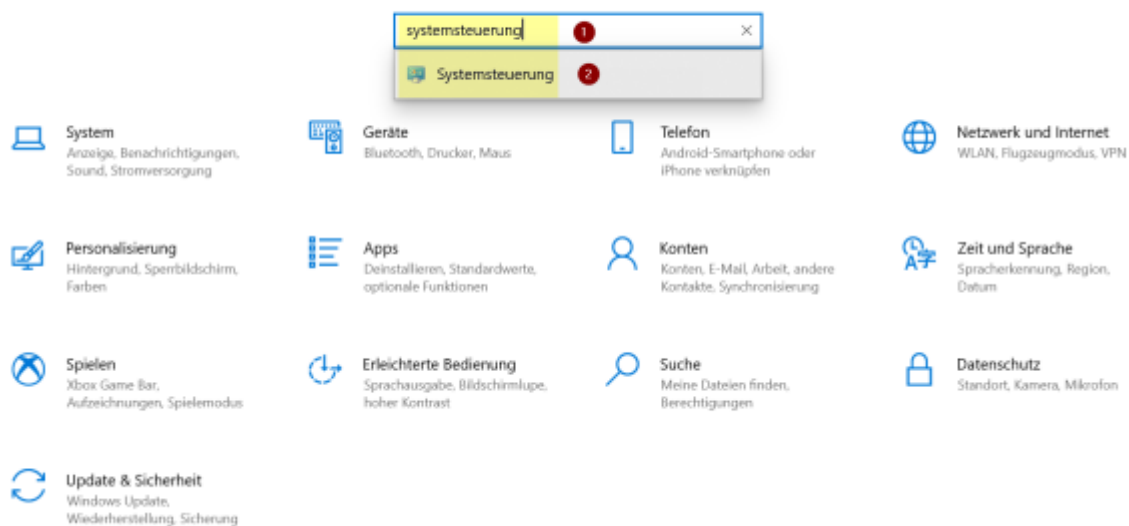 systemsteuerung 1
Systemsteuerung 2
System
Anzeige, Benachrichtigungen,
Sound, Stromversorgung
Geräte
Bluetooth, Drucker, Maus
Telefon
Android-Smartphone oder
iPhone verknüpfen
Netzwerk und Internet
WLAN, Flugzeugmodus, VPN
Personalisierung
Hintergrund, Sperrbildschirm,
Farben
Apps
Deinstallieren, Standardwerte,
optionale Funktionen
Konten
Konten, E-Mail, Arbeit, andere
Kontakte, Synchronisierung
Zeit und Sprache
Spracherkennung, Region,
Datum
Spielen
Xbox Game Bar,
Aufzeichnungen, Spielemodus
Erleichterte Bedienung
Sprachausgabe, Bildschirmlupe,
hoher Kontrast
Suche
Meine Dateien finden,
Berechtigungen
Datenschutz
Standort, Kamera, Mikrofon
Update & Sicherheit
Windows Update,
Wiederherstellung, Sicherung